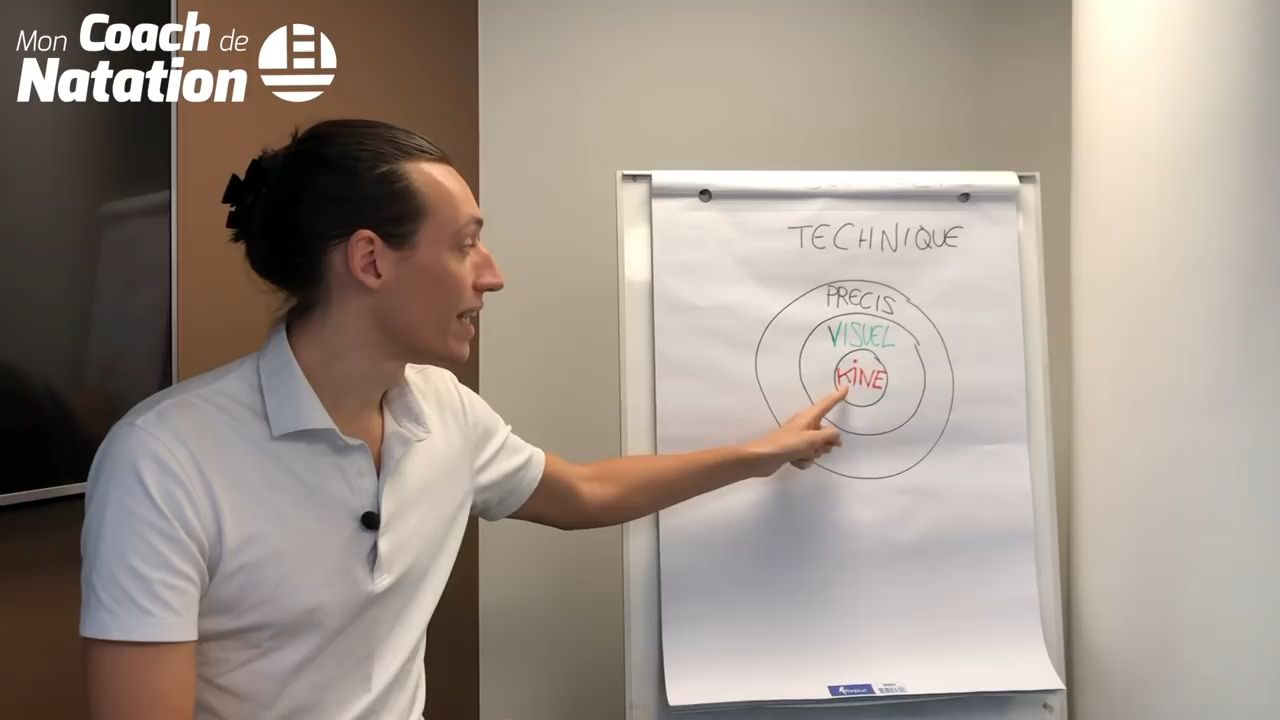 Mon Coach de
Natation
TECHNIQUE
PRECIS
VISUEL
KiNE